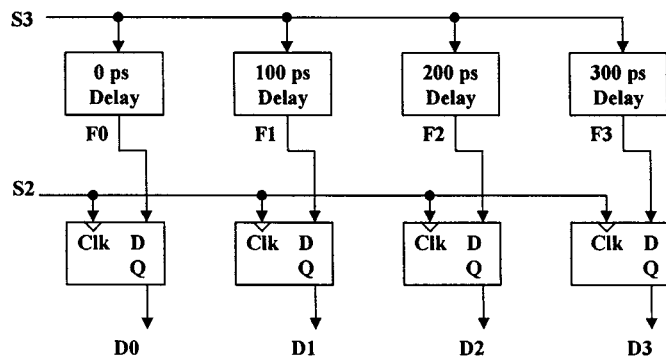 S3
0 ps
Delay
100 ps
Delay
200 ps
Delay
300 ps
Delay
F0
F1
F2
F3
S2
Clk D
Q
Clk D
Q
Clk D
Q
Clk D
Q
D0
D1
D2
D3